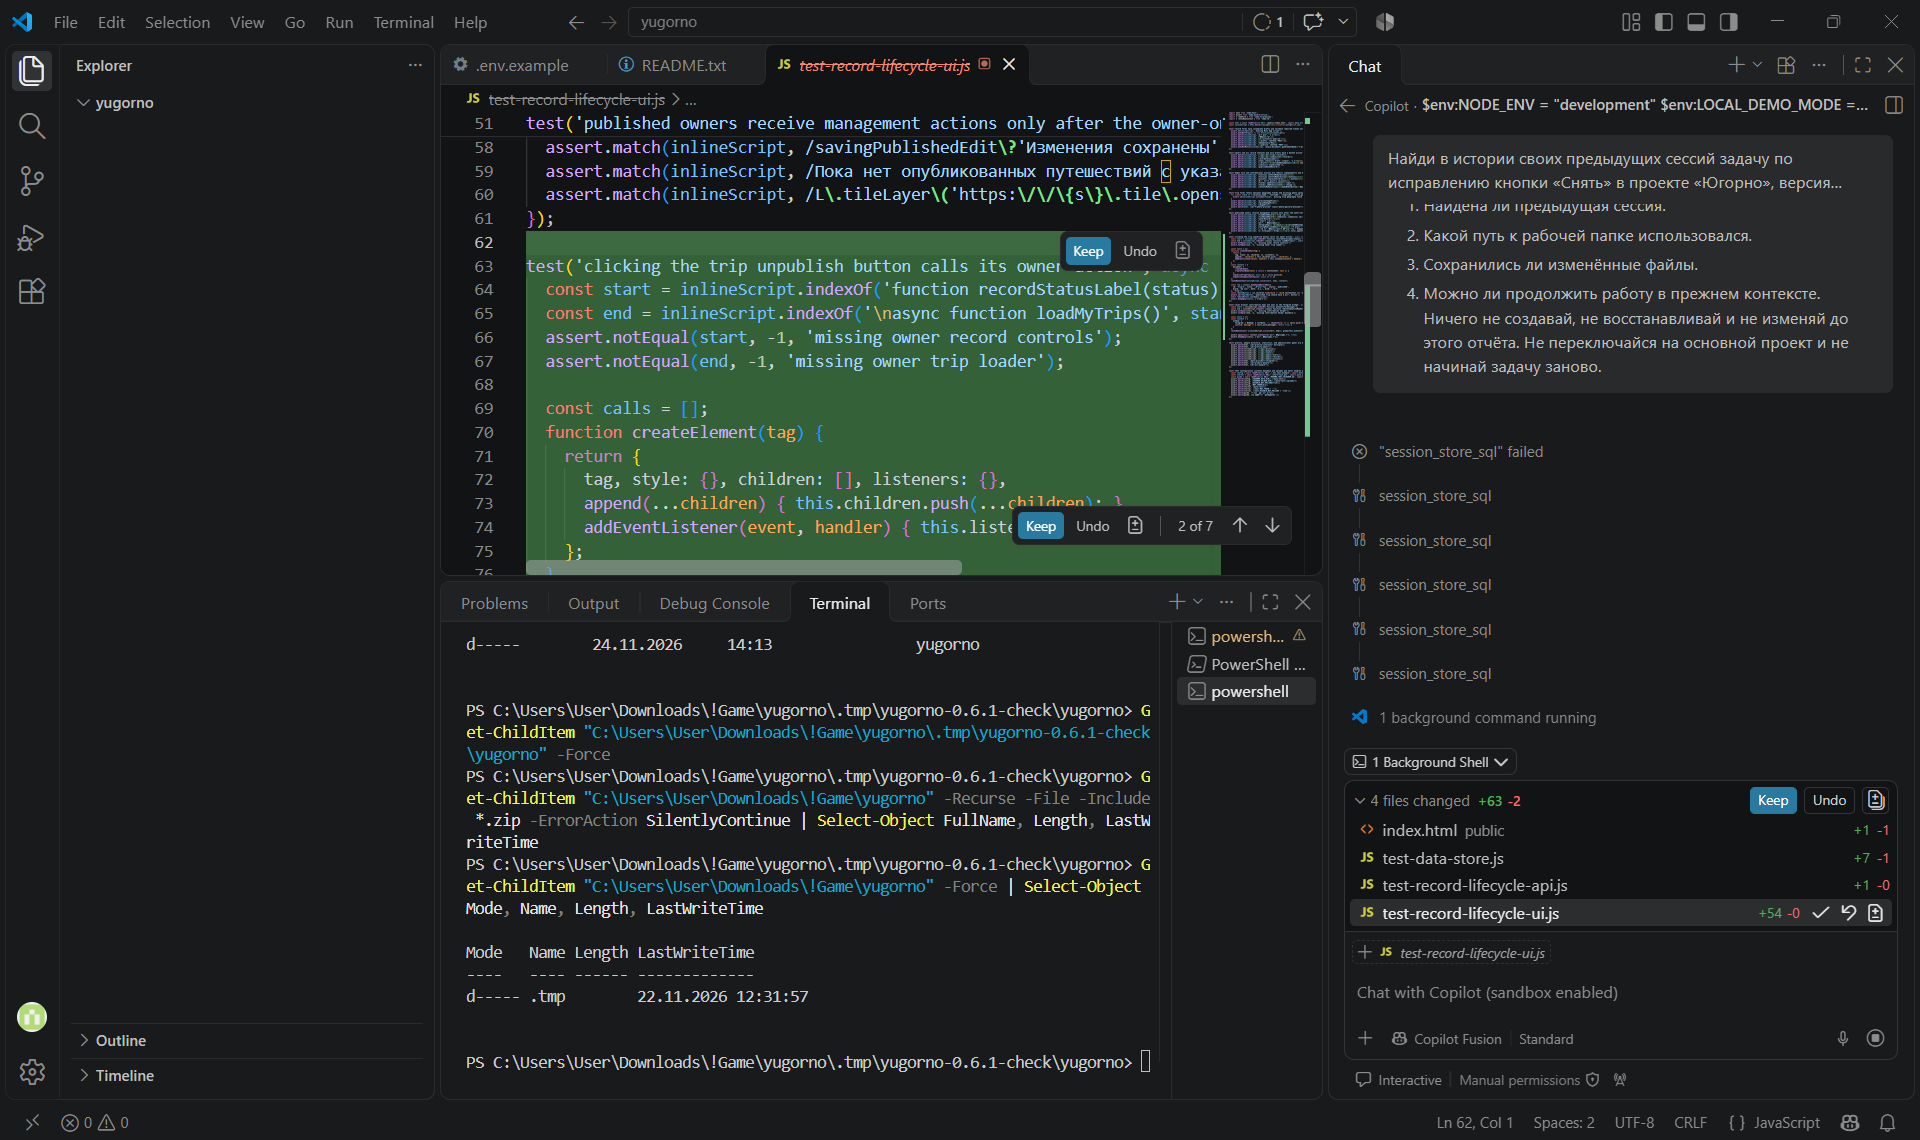 File Edit Selection View Go Run Terminal Help
yugorno
1
Explorer
yugorno
Outline
Timeline
.env.example
README.txt
JS test-record-lifecycle-ui.js
JS test-record-lifecycle-ui.js > ...
51 test('published owners receive management actions only after the owner-o
58 assert.match(inlineScript, /savingPublishedEdit\?'Изменения сохранены'
59 assert.match(inlineScript, /Пока нет опубликованных путешествий с указа
60 assert.match(inlineScript, /L\.tileLayer\('https:\/\/\{s\}\.tile\.open
61 });
62
Keep Undo
63 test('clicking the trip unpublish button calls its owner
64 const start = inlineScript.indexOf('function recordStatusLabel(status)
65 const end = inlineScript.indexOf('\nasync function loadMyTrips()', sta
66 assert.notEqual(start, -1, 'missing owner record controls');
67 assert.notEqual(end, -1, 'missing owner trip loader');
68
69 const calls = [];
70 function createElement(tag) {
71 return {
72 tag, style: {}, children: [], listeners: {},
73 append(...children) { this.children.push(...children); }
74 addEventListener(event, handler) { this.liste
Keep Undo 2 of 7
75 };
76 }
Problems Output Debug Console Terminal Ports
d----- 24.11.2026 14:13 yugorno
PS C:\Users\User\Downloads\!Game\yugorno\.tmp\yugorno-0.6.1-check\yugorno> G
et-ChildItem "C:\Users\User\Downloads\!Game\yugorno\.tmp\yugorno-0.6.1-check
\yugorno" -Force
PS C:\Users\User\Downloads\!Game\yugorno\.tmp\yugorno-0.6.1-check\yugorno> G
et-ChildItem "C:\Users\User\Downloads\!Game\yugorno" -Recurse -File -Include
*.zip -ErrorAction SilentlyContinue | Select-Object FullName, Length, LastW
riteTime
PS C:\Users\User\Downloads\!Game\yugorno\.tmp\yugorno-0.6.1-check\yugorno> G
et-ChildItem "C:\Users\User\Downloads\!Game\yugorno" -Force | Select-Object
Mode, Name, Length, LastWriteTime
Mode Name Length LastWriteTime
---- ---- ------ -------------
d----- .tmp 22.11.2026 12:31:57
PS C:\Users\User\Downloads\!Game\yugorno\.tmp\yugorno-0.6.1-check\yugorno>
powersh...
PowerShell ...
powershell
Chat
Copilot · $env:NODE_ENV = "development" $env:LOCAL_DEMO_MODE =...
Найди в истории своих предыдущих сессий задачу по
исправлению кнопки «Снять» в проекте «Югорно», версия...
1. Найдена ли предыдущая сессия.
2. Какой путь к рабочей папке использовался.
3. Сохранились ли изменённые файлы.
4. Можно ли продолжить работу в прежнем контексте.
Ничего не создавай, не восстанавливай и не изменяй до
этого отчёта. Не переключайся на основной проект и не
начинай задачу заново.
"session_store_sql" failed
session_store_sql
session_store_sql
session_store_sql
session_store_sql
session_store_sql
1 background command running
1 Background Shell
4 files changed +63 -2 Keep Undo
index.html public +1 -1
JS test-data-store.js +7 -1
JS test-record-lifecycle-api.js +1 -0
JS test-record-lifecycle-ui.js +54 -0
JS test-record-lifecycle-ui.js
Chat with Copilot (sandbox enabled)
Copilot Fusion Standard
Interactive Manual permissions
0 0
Ln 62, Col 1 Spaces: 2 UTF-8 CRLF {} JavaScript